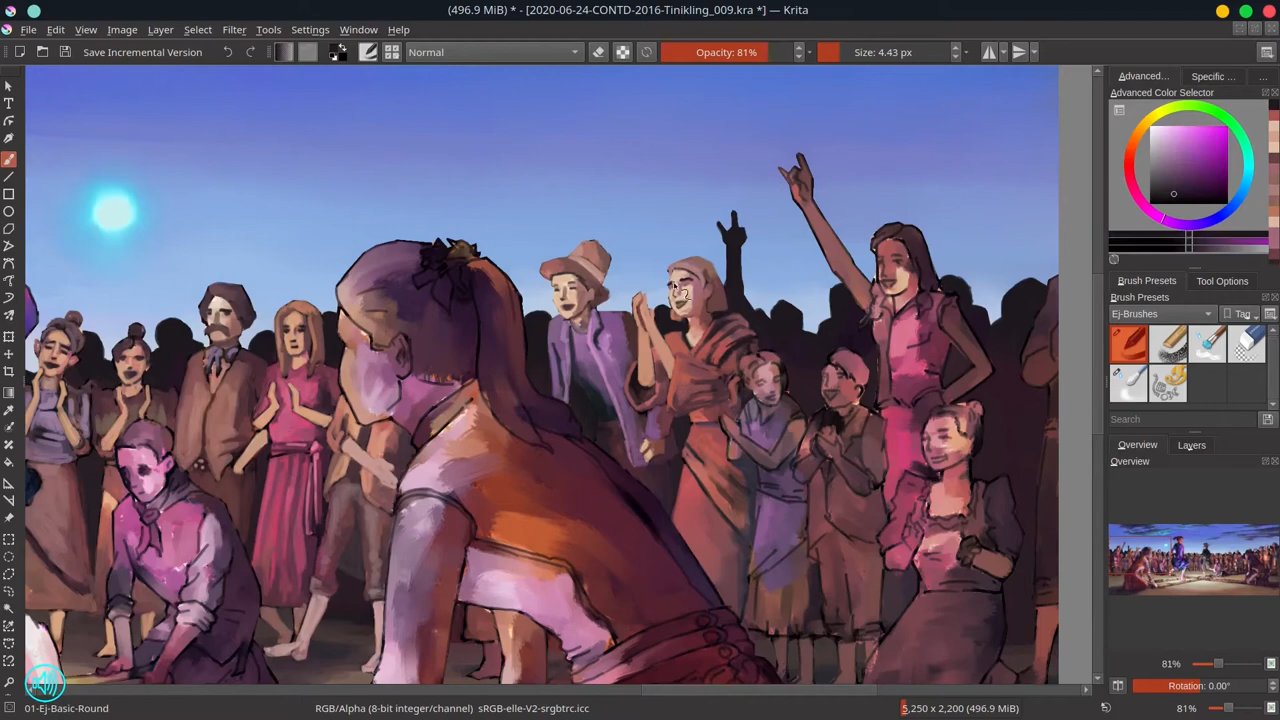 (496.9 MiB) * - [2020-06-24-CONTD-2016-Tinikling_009.kra *] — Krita
File Edit View Image Layer Select Filter Tools Settings Window Help
Save Incremental Version Normal Opacity: 81% Size: 4.43 px
Advanced... Specific ... ...
Advanced Color Selector
Brush Presets Tool Options
Brush Presets
Ej-Brushes Tag
Search
Overview Layers
Overview
81%
Rotation: 0.00°
01-Ej-Basic-Round RGB/Alpha (8-bit integer/channel) sRGB-elle-V2-srgbtrc.icc 5,250 x 2,200 (496.9 MiB) 81%